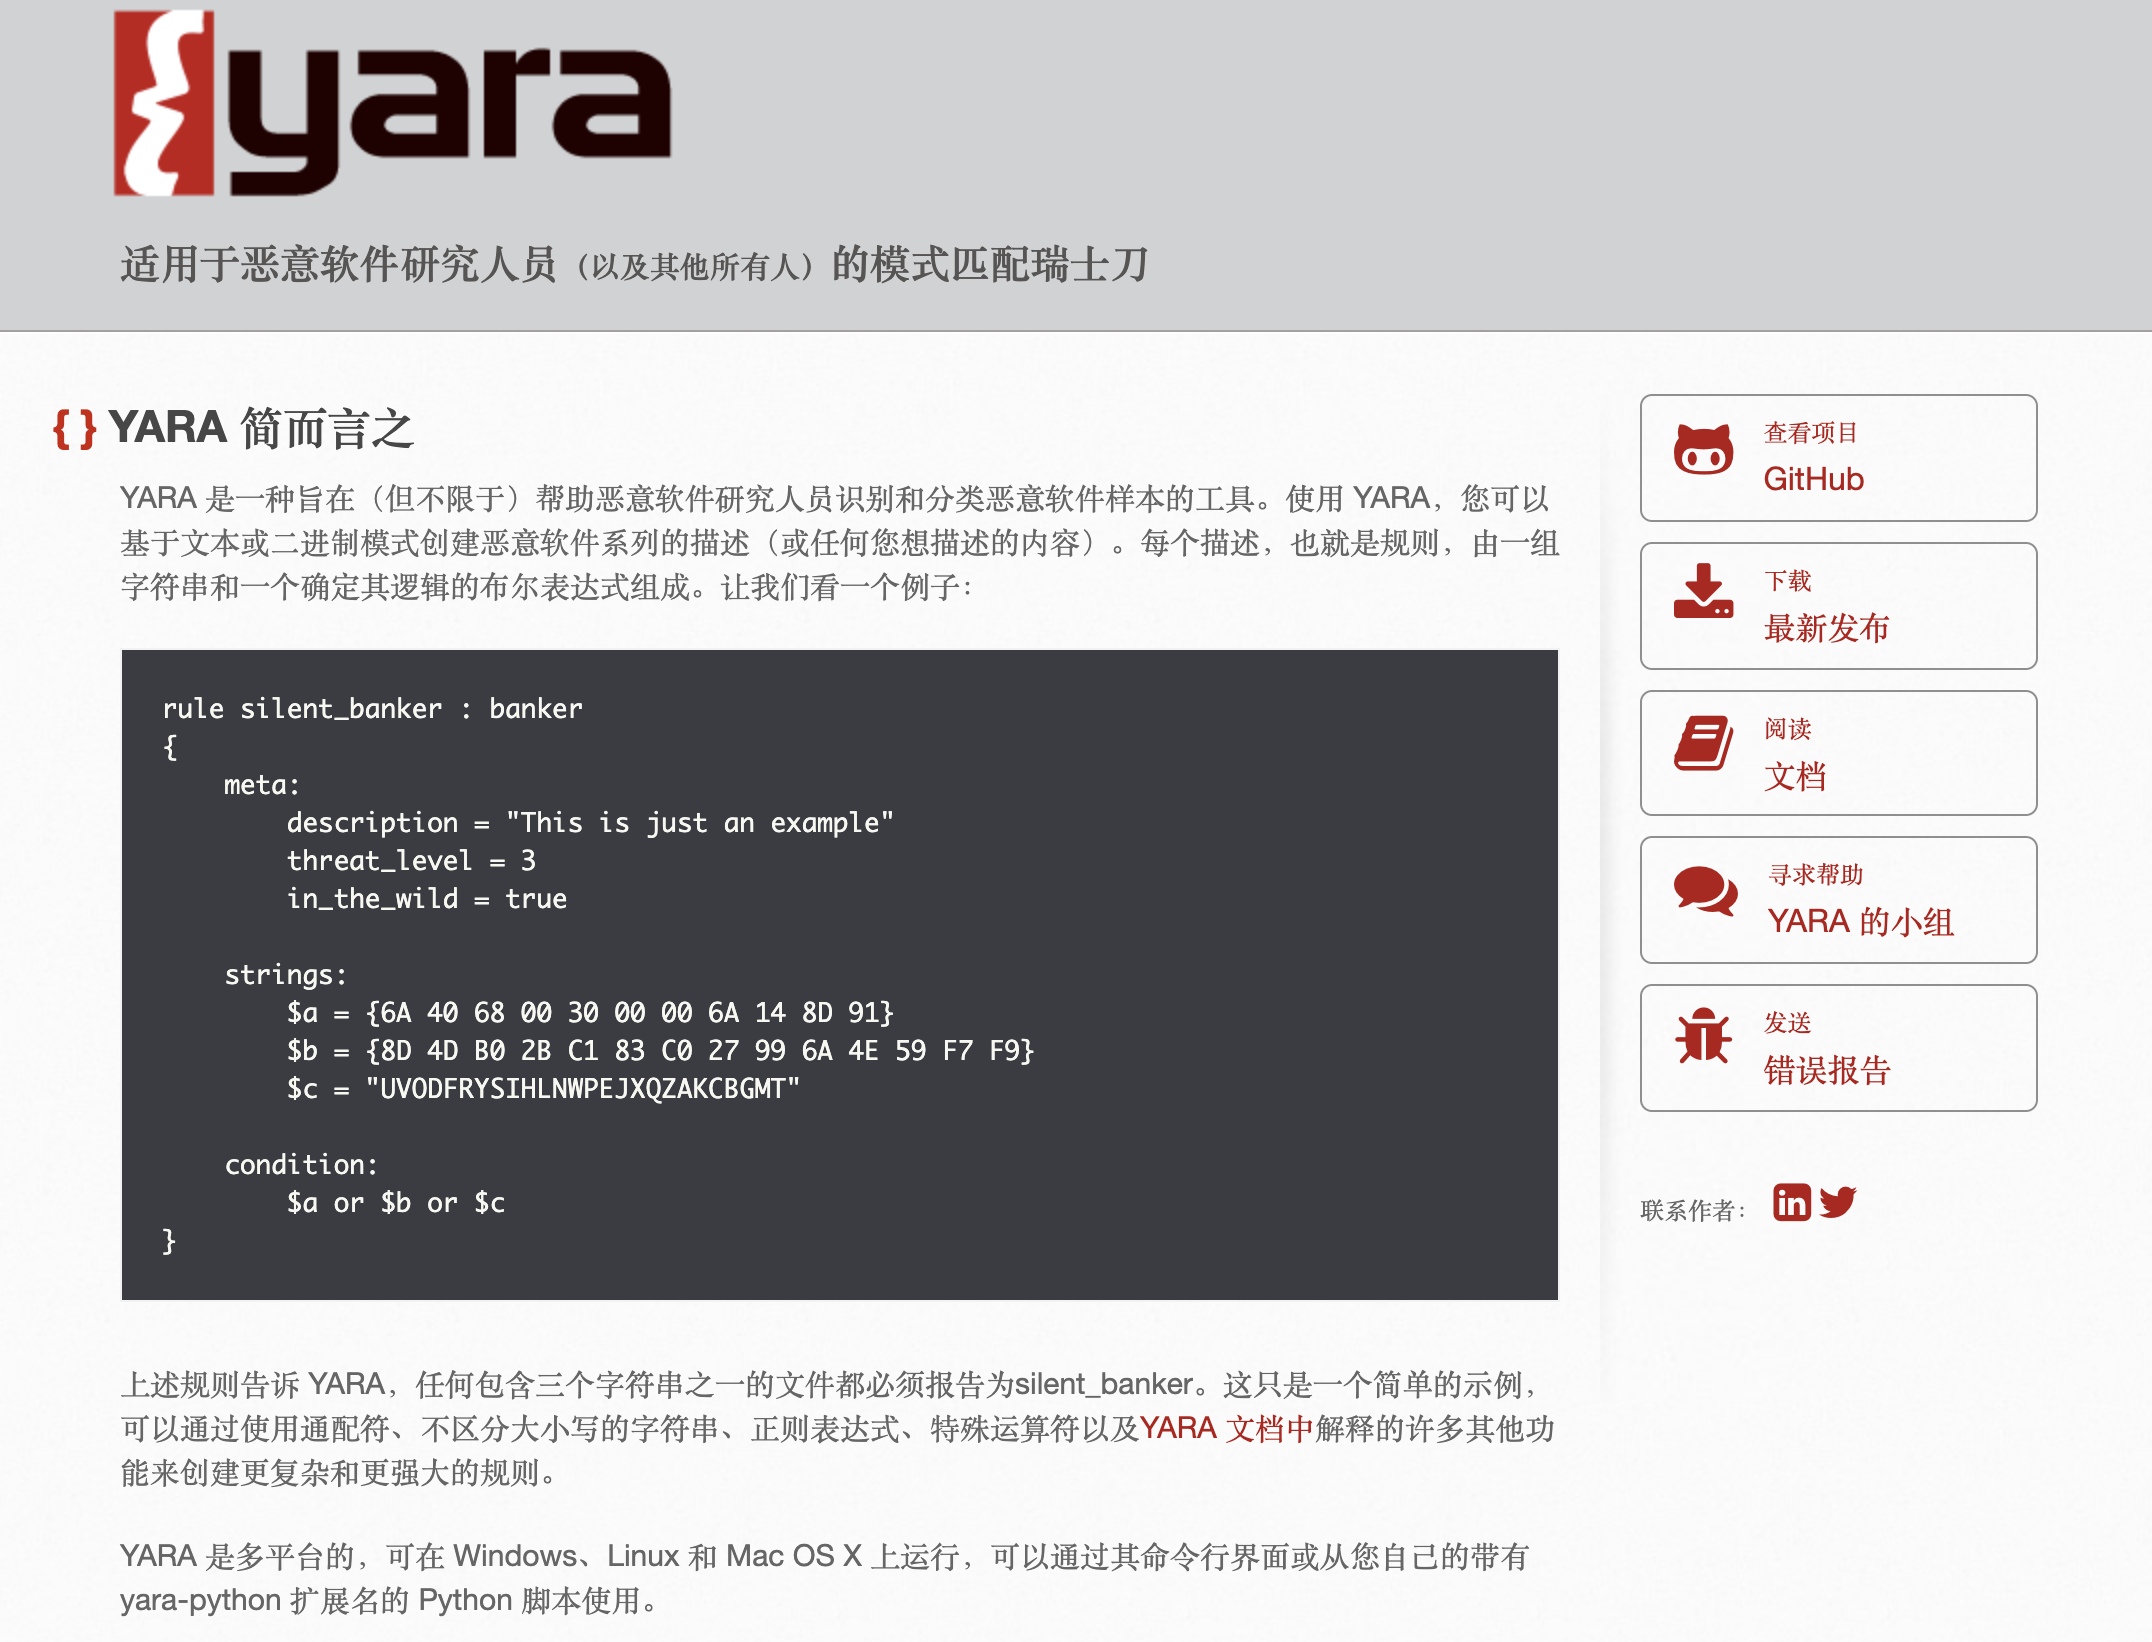 yara
适用于恶意软件研究人员（以及其他所有人）的模式匹配瑞士刀
{ } YARA 简而言之
YARA 是一种旨在（但不限于）帮助恶意软件研究人员识别和分类恶意软件样本的工具。使用 YARA，您可以
基于文本或二进制模式创建恶意软件系列的描述（或任何您想描述的内容）。每个描述，也就是规则，由一组
字符串和一个确定其逻辑的布尔表达式组成。让我们看一个例子：
rule silent_banker : banker
{
    meta:
        description = "This is just an example"
        threat_level = 3
        in_the_wild = true
    strings:
        $a = {6A 40 68 00 30 00 00 6A 14 8D 91}
        $b = {8D 4D B0 2B C1 83 C0 27 99 6A 4E 59 F7 F9}
        $c = "UVODFRYSIHLNWPEJXQZAKCBGMT"
    condition:
        $a or $b or $c
}
上述规则告诉 YARA，任何包含三个字符串之一的文件都必须报告为silent_banker。这只是一个简单的示例，
可以通过使用通配符、不区分大小写的字符串、正则表达式、特殊运算符以及YARA 文档中解释的许多其他功
能来创建更复杂和更强大的规则。
YARA 是多平台的，可在 Windows、Linux 和 Mac OS X 上运行，可以通过其命令行界面或从您自己的带有
yara-python 扩展名的 Python 脚本使用。
查看项目
GitHub
下载
最新发布
阅读
文档
寻求帮助
YARA 的小组
发送
错误报告
联系作者：
in